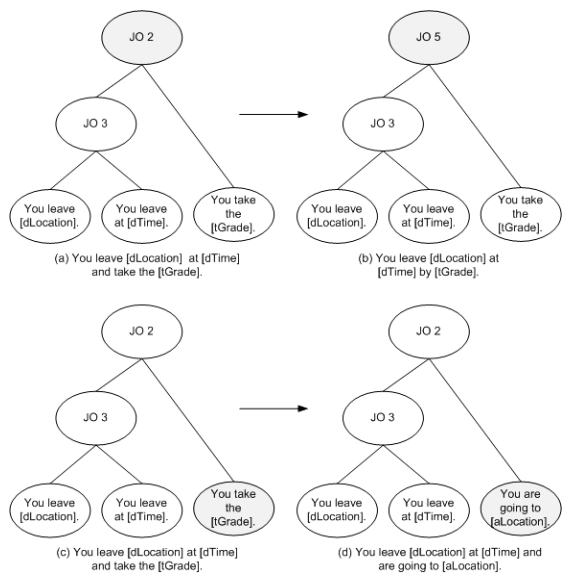 JO 2
JO 3
You leave
[dLocation].
You leave
at [dTime].
You take
the
[tGrade].
(a) You leave [dLocation]  at [dTime]
and take the [tGrade].
JO 5
JO 3
You leave
[dLocation].
You leave
at [dTime].
You take
the
[tGrade].
(b) You leave [dLocation] at
[dTime] by [tGrade].
JO 2
JO 3
You leave
[dLocation].
You leave
at [dTime].
You take
the
[tGrade].
(c) You leave [dLocation] at [dTime]
and take the [tGrade].
JO 2
JO 3
You leave
[dLocation].
You leave
at [dTime].
You are
going to
[aLocation].
(d) You leave [dLocation] at [dTime] and
are going to [aLocation].